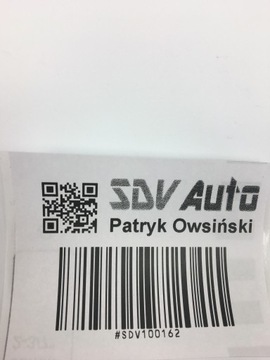 SDV Auto
Patryk Owsiński
#SDV100162